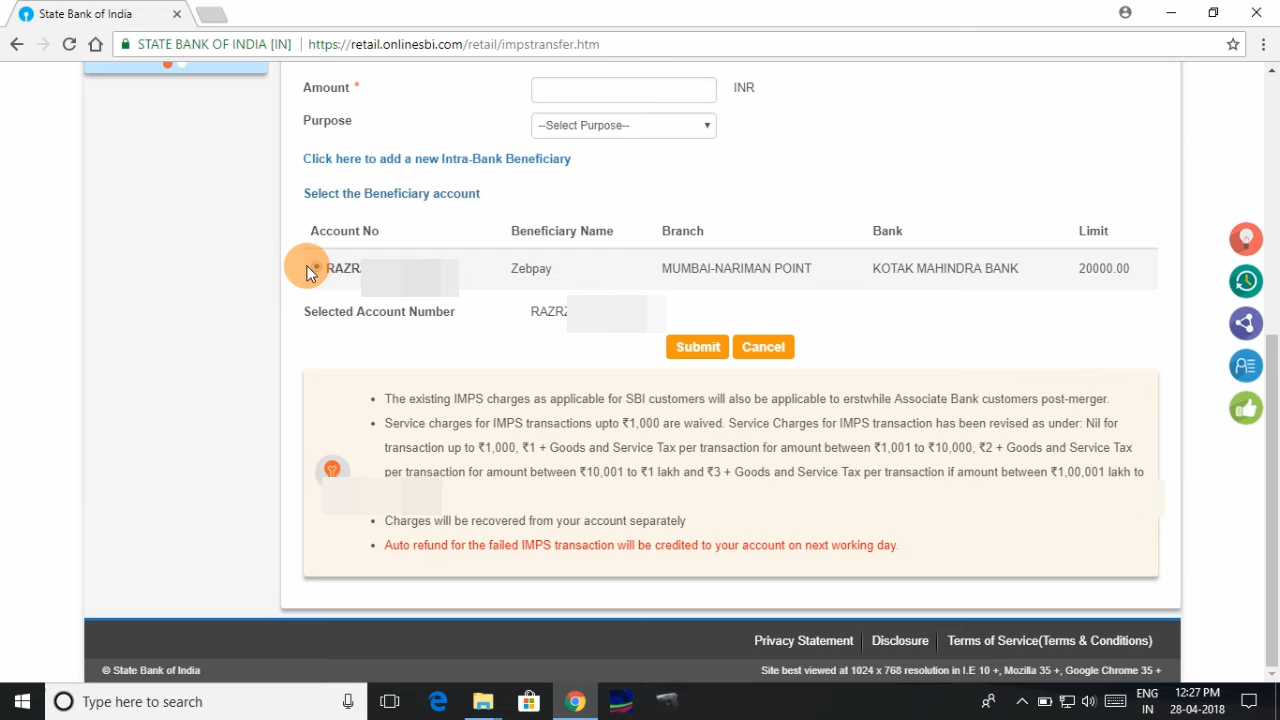 State Bank of India
STATE BANK OF INDIA [IN] https://retail.onlinesbi.com/retail/impstransfer.htm
Amount * INR
Purpose --Select Purpose--
Click here to add a new Intra-Bank Beneficiary
Select the Beneficiary account
Account No Beneficiary Name Branch Bank Limit
Zebpay MUMBAI-NARIMAN POINT KOTAK MAHINDRA BANK 20000.00
Selected Account Number
Submit Cancel
• The existing IMPS charges as applicable for SBI customers will also be applicable to erstwhile Associate Bank customers post-merger.
• Service charges for IMPS transactions upto ₹1,000 are waived. Service Charges for IMPS transaction has been revised as under: Nil for
transaction up to ₹1,000, ₹1 + Goods and Service Tax per transaction for amount between ₹1,001 to ₹10,000, ₹2 + Goods and Service Tax
per transaction for amount between ₹10,001 to ₹1 lakh and ₹3 + Goods and Service Tax per transaction if amount between ₹1,00,001 lakh to
• Charges will be recovered from your account separately
• Auto refund for the failed IMPS transaction will be credited to your account on next working day.
Privacy Statement Disclosure Terms of Service(Terms & Conditions)
© State Bank of India Site best viewed at 1024 x 768 resolution in I.E 10 +, Mozilla 35 +, Google Chrome 35 +
Type here to search ENG 12:27 PM
IN 28-04-2018